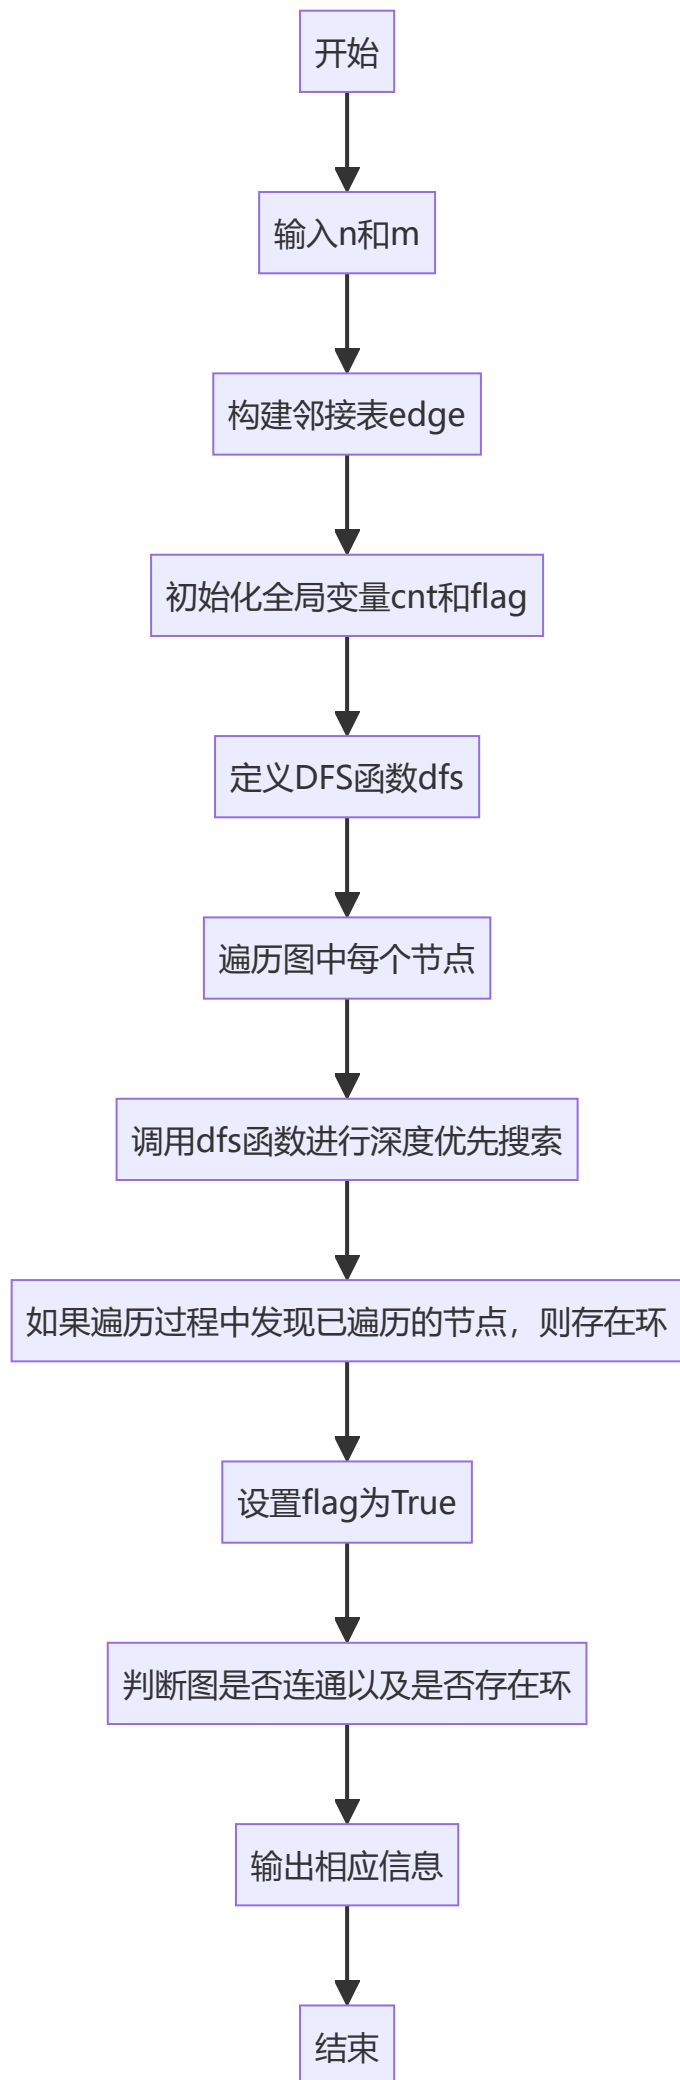 开始
输入n和m
构建邻接表edge
初始化全局变量cnt和flag
定义DFS函数dfs
遍历图中每个节点
调用dfs函数进行深度优先搜索
如果遍历过程中发现已遍历的节点，则存在环
设置flag为True
判断图是否连通以及是否存在环
输出相应信息
结束